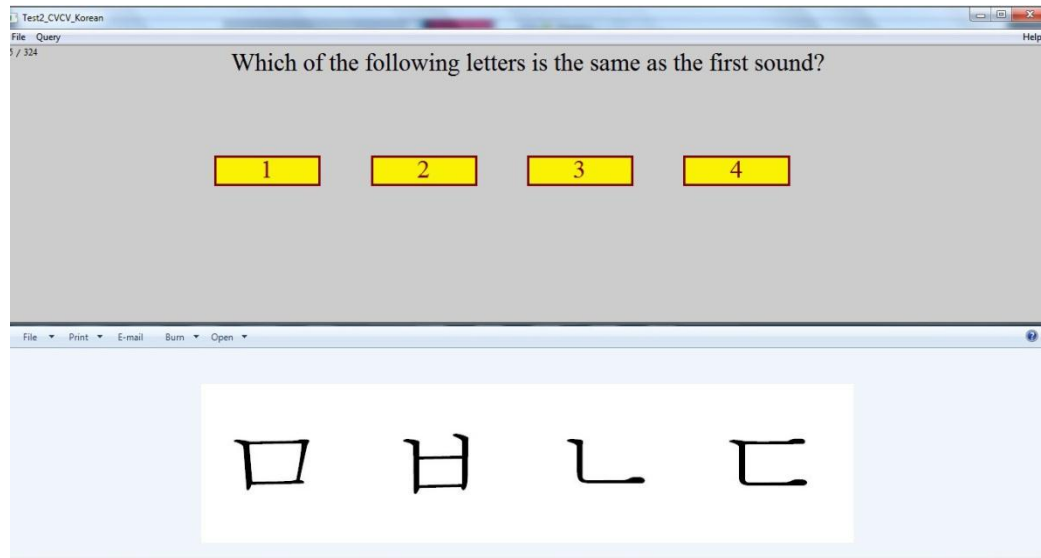 Test2_CVCV_Korean
File Query Help
5 / 324
Which of the following letters is the same as the first sound?
1 2 3 4
File Print E-mail Burn Open
ㅁ ㅂ ㄴ ㄷ